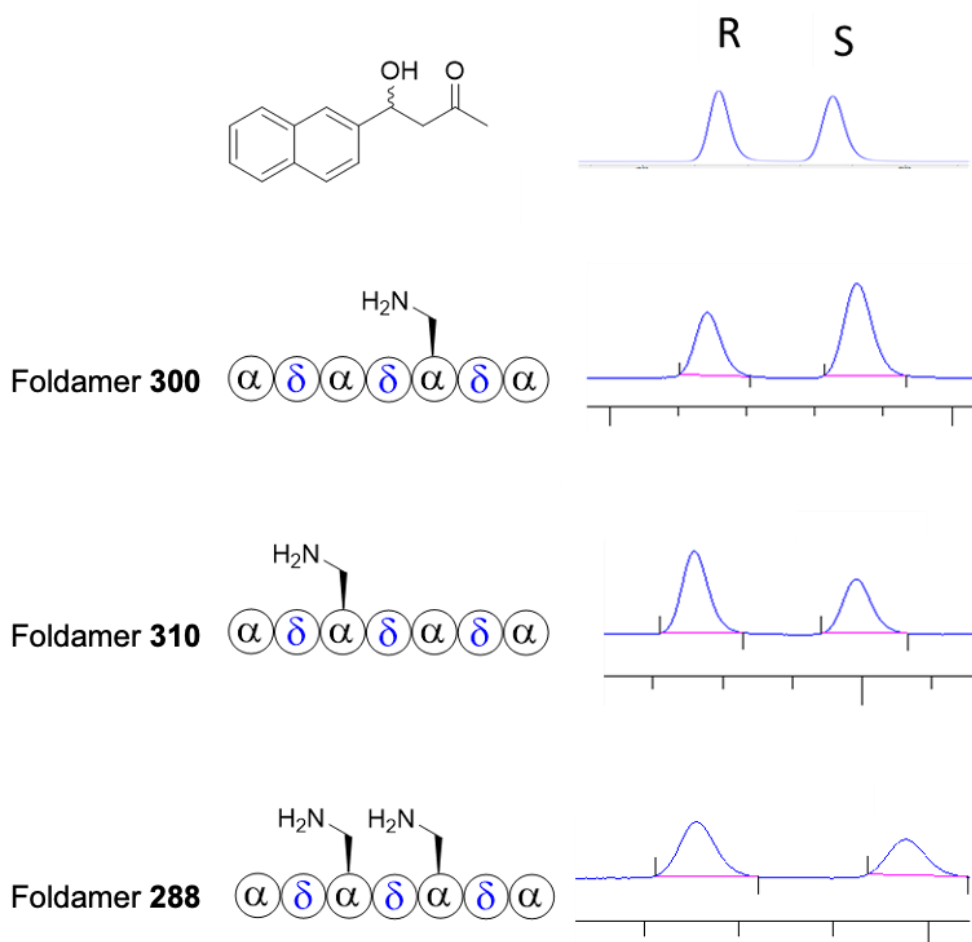 R S
OH O
H₂N
Foldamer 300 α δ α δ α δ α
H₂N
Foldamer 310 α δ α δ α δ α
H₂N H₂N
Foldamer 288 α δ α δ α δ α